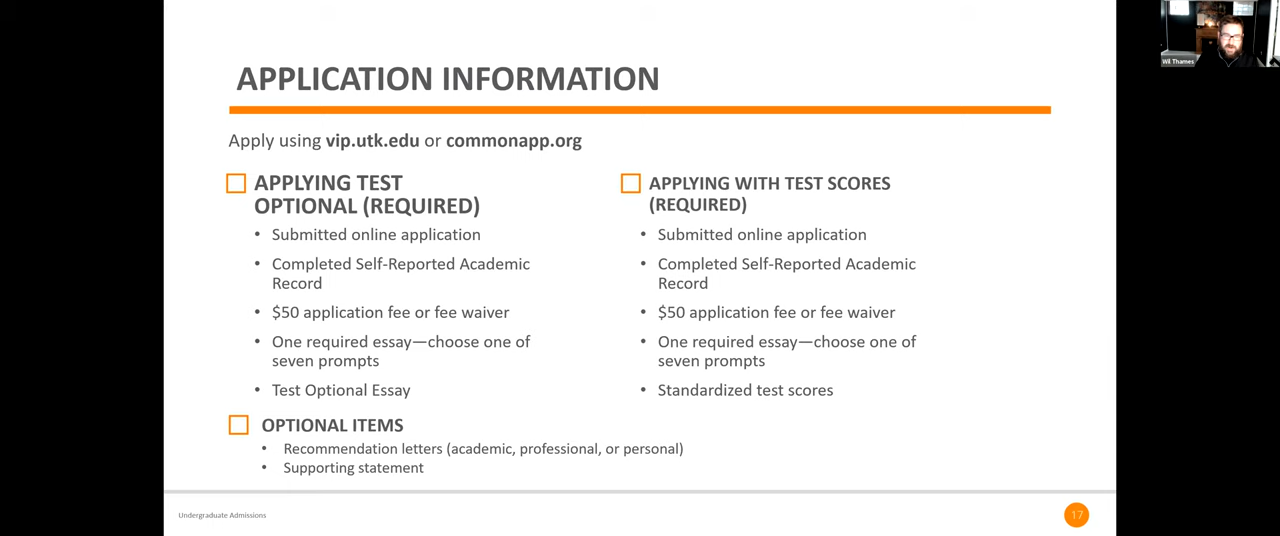 APPLICATION INFORMATION
Wil Thames
Apply using vip.utk.edu or commonapp.org
APPLYING TEST
OPTIONAL (REQUIRED)
• Submitted online application
• Completed Self-Reported Academic
Record
• $50 application fee or fee waiver
• One required essay—choose one of
seven prompts
• Test Optional Essay
APPLYING WITH TEST SCORES
(REQUIRED)
• Submitted online application
• Completed Self-Reported Academic
Record
• $50 application fee or fee waiver
• One required essay—choose one of
seven prompts
• Standardized test scores
OPTIONAL ITEMS
• Recommendation letters (academic, professional, or personal)
• Supporting statement
Undergraduate Admissions
17